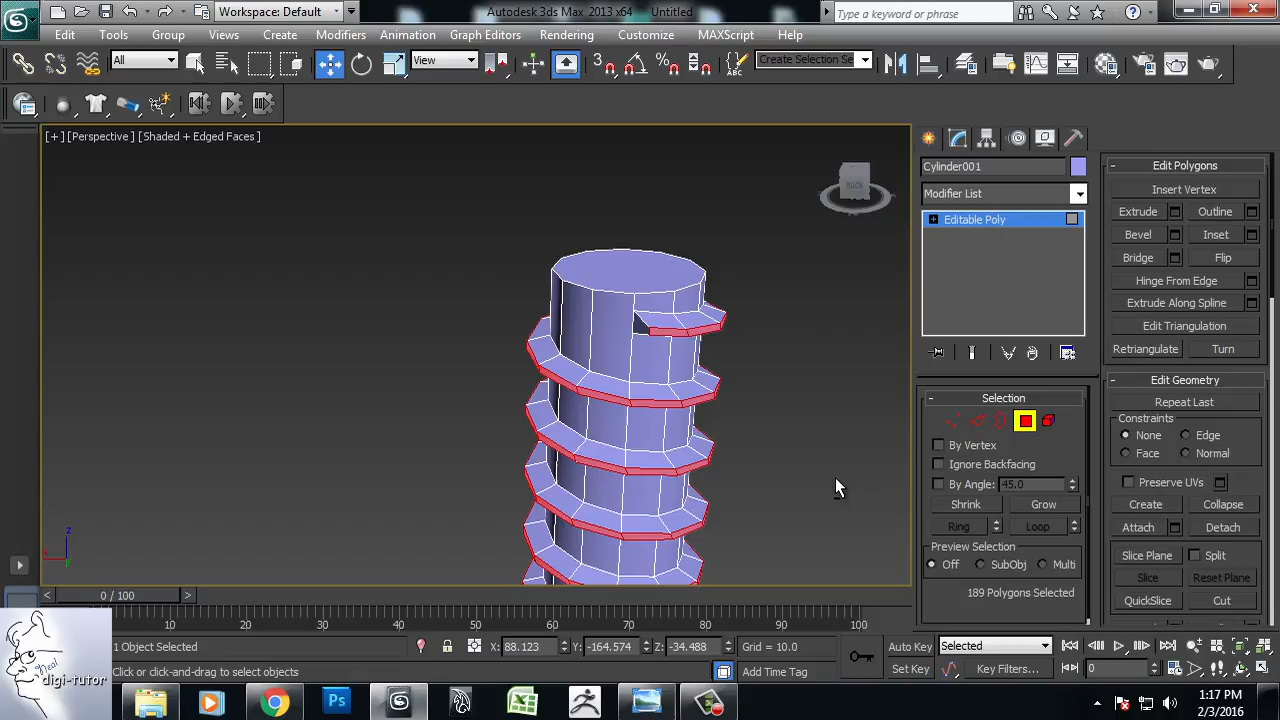 Workspace: Default
Autodesk 3ds Max 2013 x64 Untitled
Type a keyword or phrase
Edit Tools Group Views Create Modifiers Animation Graph Editors Rendering Customize MAXScript Help
All
View
3
Create Selection Se
[+] [Perspective] [Shaded + Edged Faces]
BACK
Cylinder001
Modifier List
Editable Poly
Selection
By Vertex
Ignore Backfacing
By Angle: 45.0
Shrink Grow
Ring Loop
Preview Selection
Off SubObj Multi
189 Polygons Selected
Edit Polygons
Insert Vertex
Extrude Outline
Bevel Inset
Bridge Flip
Hinge From Edge
Extrude Along Spline
Edit Triangulation
Retriangulate Turn
Edit Geometry
Repeat Last
Constraints
None Edge
Face Normal
Preserve UVs
Create Collapse
Attach Detach
Slice Plane Split
Slice Reset Plane
QuickSlice Cut
z
x
y
< 0 / 100 >
10 20 30 40 50 60 70 80 90 100
1 Object Selected
X: 88.123 Y: -164.574 Z: -34.488 Grid = 10.0
Auto Key Selected
Click or click-and-drag to select objects
Add Time Tag
Set Key Key Filters...
0
Neal
digi-tutor
Ps
1:17 PM
2/3/2016